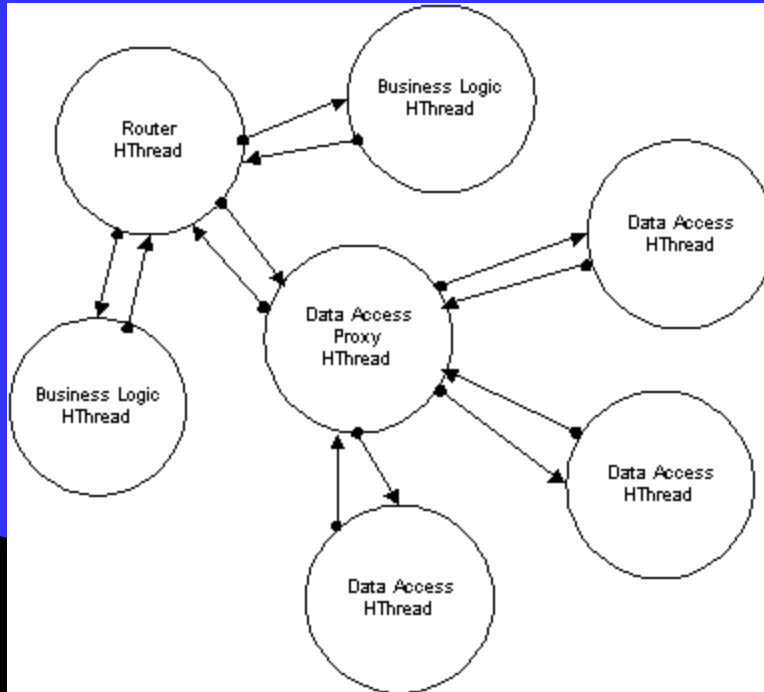 Business Logic
HThread
Router
HThread
Data Access
HThread
Data Access
Proxy
HThread
Business Logic
HThread
Data Access
HThread
Data Access
HThread